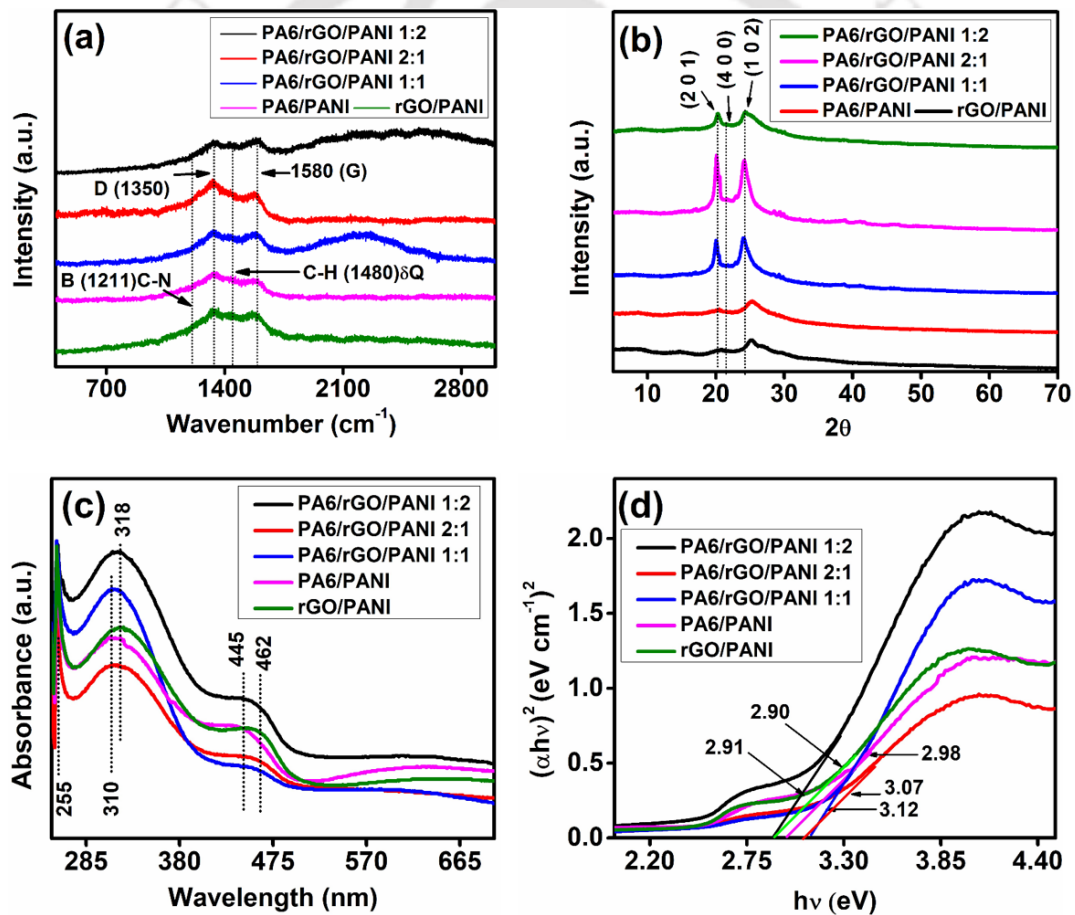 (a)
PA6/rGO/PANI 1:2
PA6/rGO/PANI 2:1
PA6/rGO/PANI 1:1
PA6/PANI rGO/PANI
D (1350)
1580 (G)
B (1211)C-N
C-H (1480)δQ
Intensity (a.u.)
700 1400 2100 2800
Wavenumber (cm⁻¹)
(b)
PA6/rGO/PANI 1:2
PA6/rGO/PANI 2:1
PA6/rGO/PANI 1:1
PA6/PANI rGO/PANI
(2 0 1)
(4 0 0)
(1 0 2)
Intensity (a.u.)
10 20 30 40 50 60 70
2θ
(c)
PA6/rGO/PANI 1:2
PA6/rGO/PANI 2:1
PA6/rGO/PANI 1:1
PA6/PANI
rGO/PANI
318
445
462
255
310
Absorbance (a.u.)
285 380 475 570 665
Wavelength (nm)
(d)
PA6/rGO/PANI 1:2
PA6/rGO/PANI 2:1
PA6/rGO/PANI 1:1
PA6/PANI
rGO/PANI
2.90
2.91
2.98
3.07
3.12
(αhν)² (eV cm⁻¹)²
2.0
1.5
1.0
0.5
0.0
2.20 2.75 3.30 3.85 4.40
hν (eV)